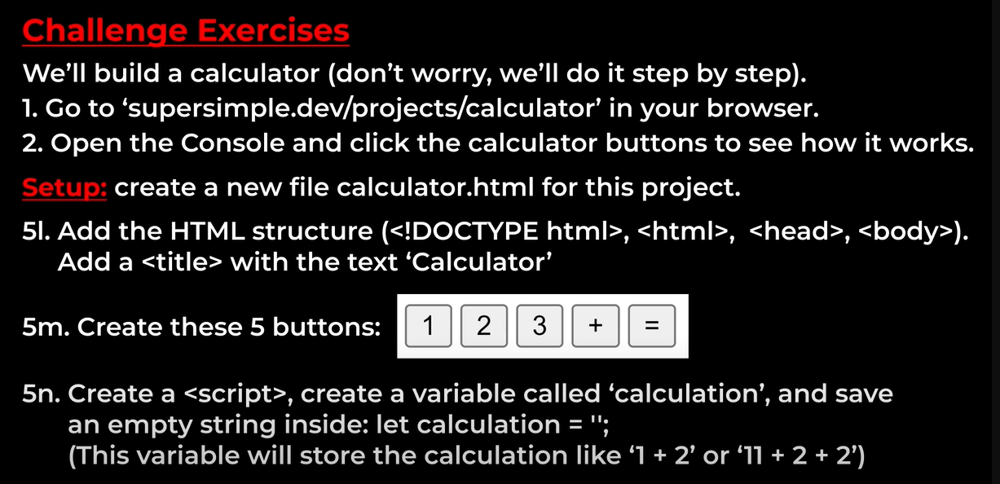 Challenge Exercises
We’ll build a calculator (don’t worry, we’ll do it step by step).
1. Go to ‘supersimple.dev/projects/calculator’ in your browser.
2. Open the Console and click the calculator buttons to see how it works.
Setup: create a new file calculator.html for this project.
5l. Add the HTML structure (<!DOCTYPE html>, <html>, <head>, <body>).
Add a <title> with the text ‘Calculator’
5m. Create these 5 buttons: 1 2 3 + =
5n. Create a <script>, create a variable called ‘calculation’, and save
an empty string inside: let calculation = '';
(This variable will store the calculation like ‘1 + 2’ or ‘11 + 2 + 2’)